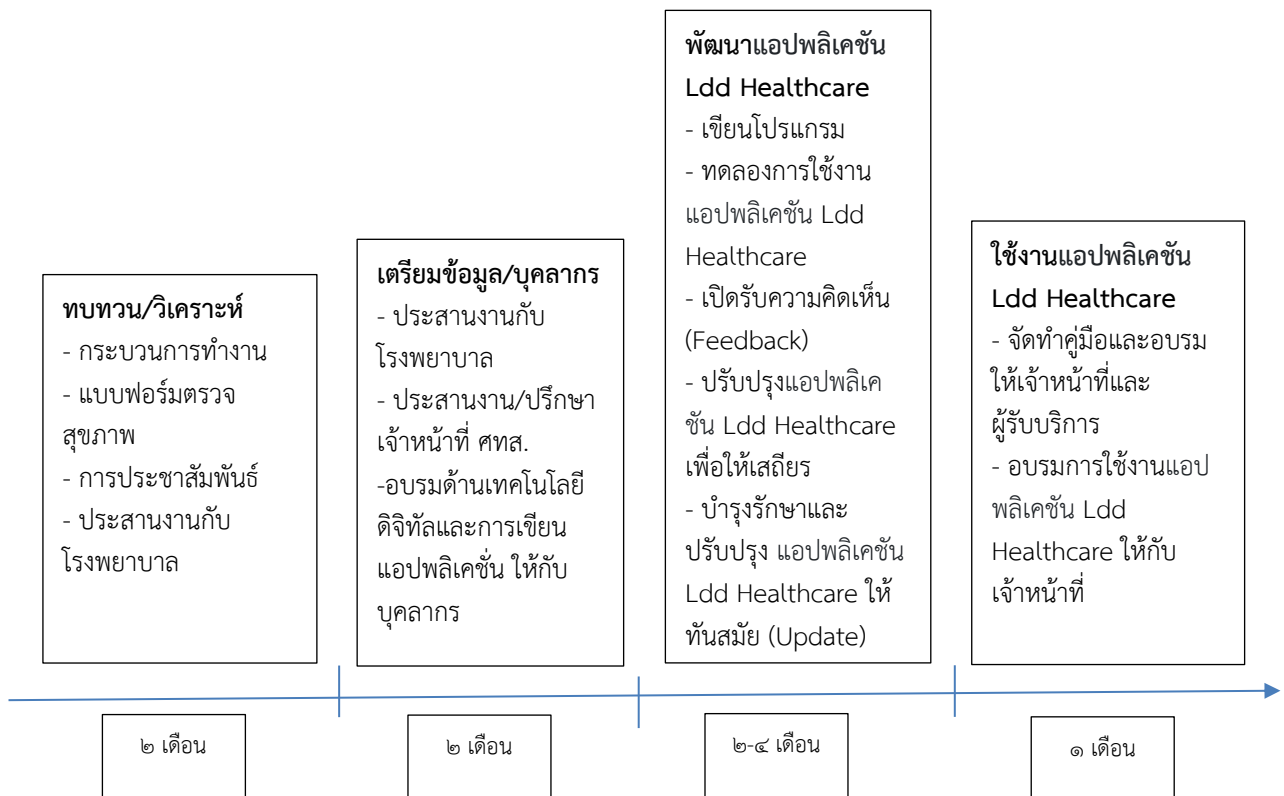 ทบทวน/วิเคราะห์
- กระบวนการทำงาน
- แบบฟอร์มตรวจ
สุขภาพ
- การประชาสัมพันธ์
- ประสานงานกับ
โรงพยาบาล
เตรียมข้อมูล/บุคลากร
- ประสานงานกับ
โรงพยาบาล
- ประสานงาน/ปรึกษา
เจ้าหน้าที่ ศทส.
-อบรมด้านเทคโนโลยี
ดิจิทัลและการเขียน
แอปพลิเคชั่น ให้กับ
บุคลากร
พัฒนาแอปพลิเคชัน
Ldd Healthcare
- เขียนโปรแกรม
- ทดลองการใช้งาน
แอปพลิเคชัน Ldd
Healthcare
- เปิดรับความคิดเห็น
(Feedback)
- ปรับปรุงแอปพลิเค
ชัน Ldd Healthcare
เพื่อให้เสถียร
- บำรุงรักษาและ
ปรับปรุง แอปพลิเคชัน
Ldd Healthcare ให้
ทันสมัย (Update)
ใช้งานแอปพลิเคชัน
Ldd Healthcare
- จัดทำคู่มือและอบรม
ให้เจ้าหน้าที่และ
ผู้รับบริการ
- อบรมการใช้งานแอป
พลิเคชัน Ldd
Healthcare ให้กับ
เจ้าหน้าที่
๒ เดือน
๒ เดือน
๒-๔ เดือน
๑ เดือน